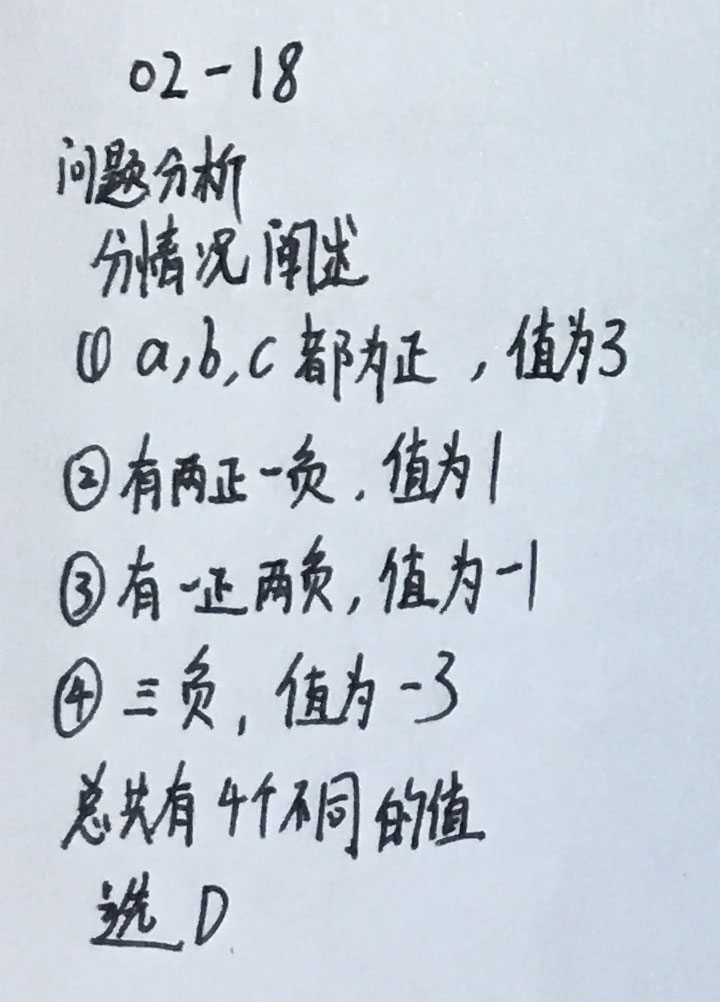 02-18
问题分析
分情况阐述
① a,b,c都为正，值为3
② 有两正一负，值为1
③ 有一正两负，值为-1
④ 三负，值为-3
总共有4个不同的值
选D